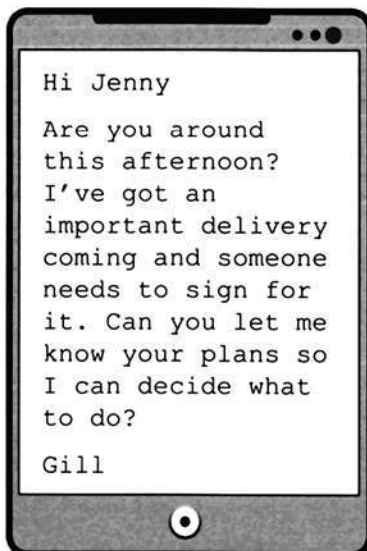 Hi Jenny
Are you around
this afternoon?
I've got an
important delivery
coming and someone
needs to sign for
it. Can you let me
know your plans so
I can decide what
to do?
Gill